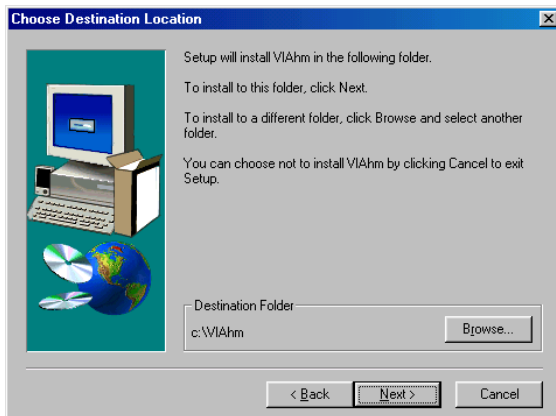 Choose Destination Location
Setup will install VIAhm in the following folder.
To install to this folder, click Next.
To install to a different folder, click Browse and select another
folder.
You can choose not to install VIAhm by clicking Cancel to exit
Setup.
Destination Folder
c:\VIAhm
Browse...
< Back
Next >
Cancel